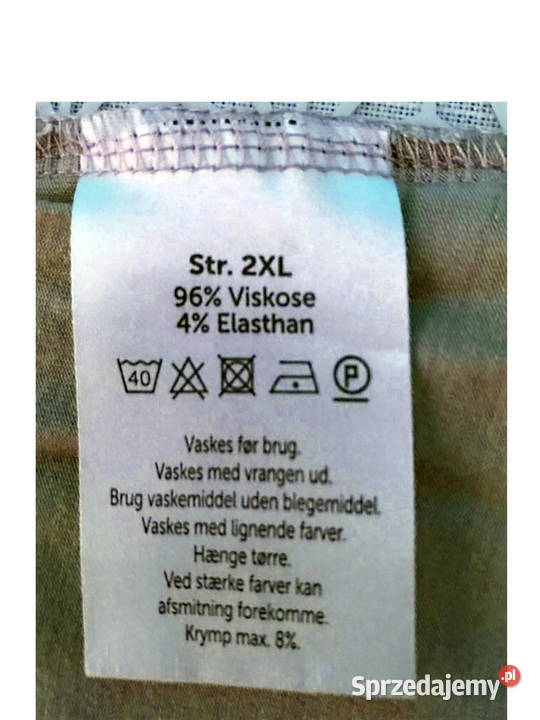 Str. 2XL
96% Viskose
4% Elasthan
40 P
Vaskes før brug.
Vaskes med vrangen ud.
Brug vaskemiddel uden blegemiddel.
Vaskes med lignende farver.
Hænge tørre.
Ved stærke farver kan
afsmitning forekomme.
Krymp max. 8%.
Sprzedajemy.pl